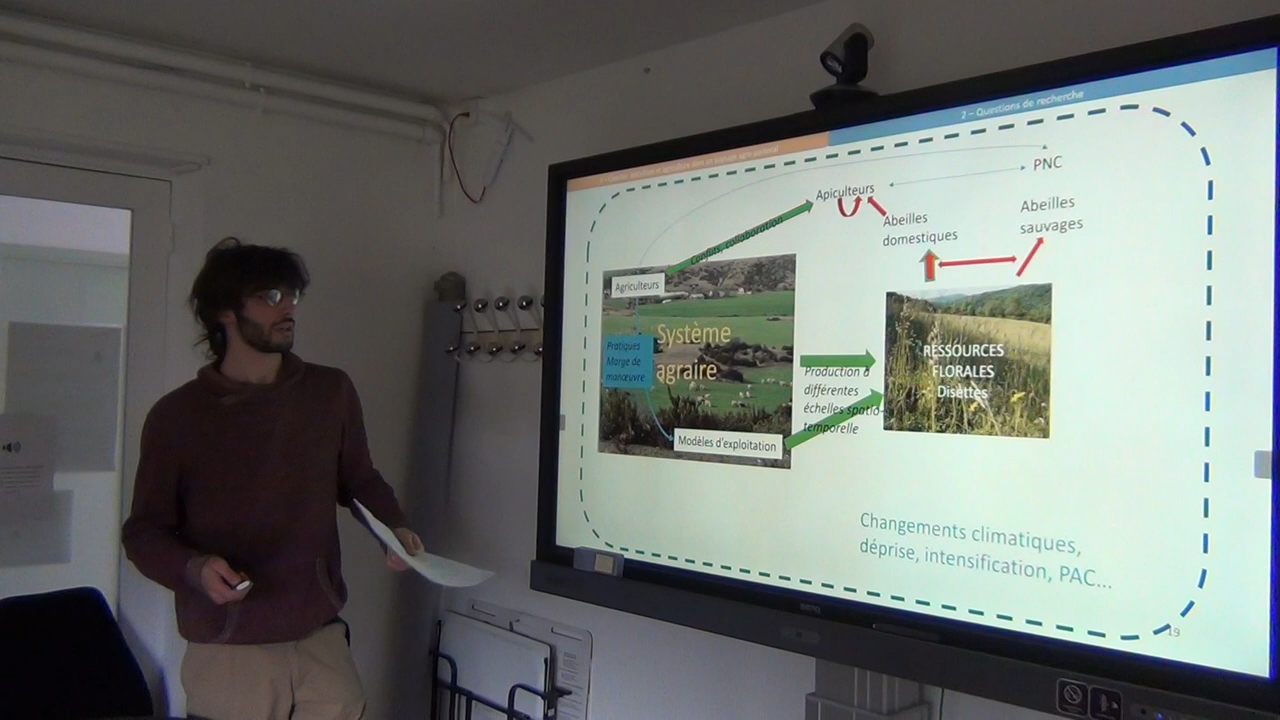 2 – Questions de recherche
PNC
Apiculteurs
Abeilles
sauvages
Abeilles
domestiques
Conflits, collaboration
Agriculteurs
Système
agraire
Pratiques
Marge de
manœuvre
Modèles d'exploitation
Production à
différentes
échelles spatio-
temporelle
RESSOURCES
FLORALES
Disettes
Changements climatiques,
déprise, intensification, PAC...
19
BenQ